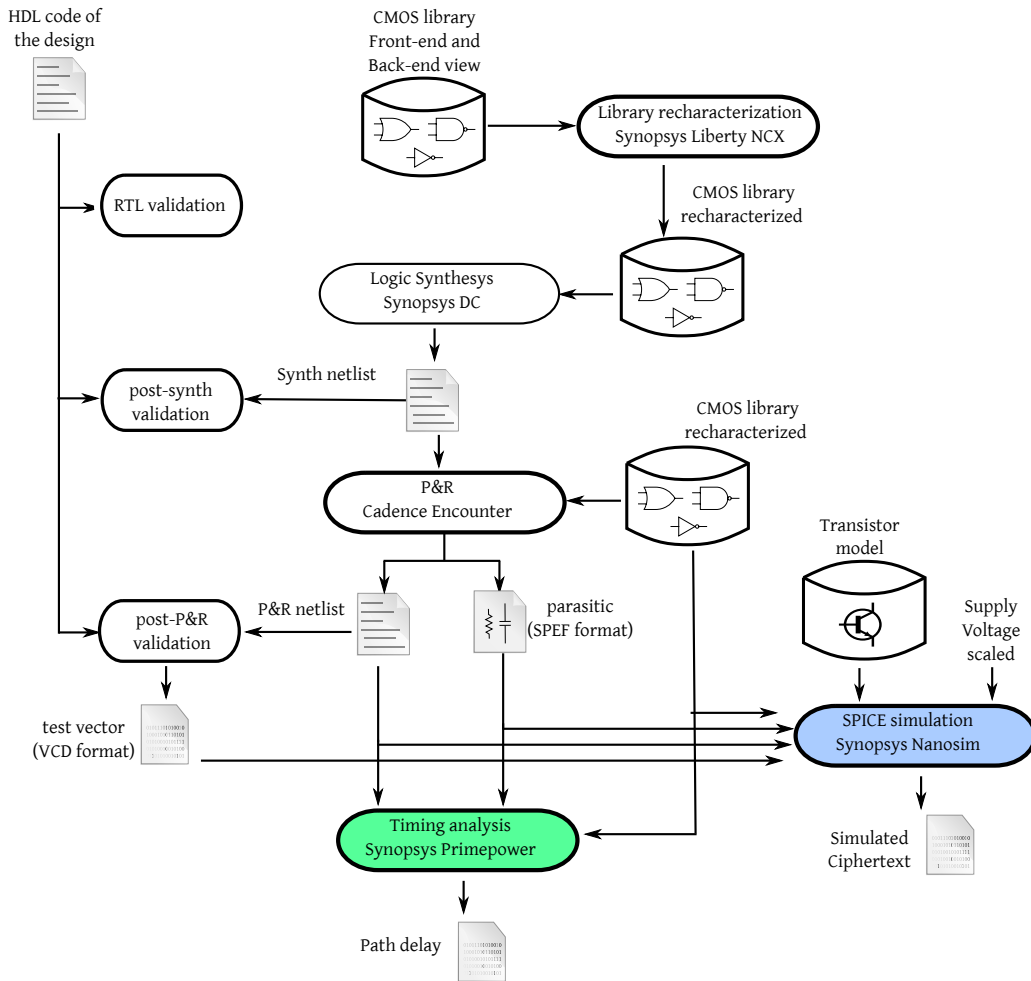 HDL code of
the design
CMOS library
Front-end and
Back-end view
Library recharacterization
Synopsys Liberty NCX
RTL validation
CMOS library
recharacterized
Logic Synthesys
Synopsys DC
Synth netlist
post-synth
validation
CMOS library
recharacterized
P&R
Cadence Encounter
Transistor
model
P&R netlist
parasitic
(SPEF format)
post-P&R
validation
Supply
Voltage
scaled
test vector
(VCD format)
SPICE simulation
Synopsys Nanosim
Timing analysis
Synopsys Primepower
Simulated
Ciphertext
Path delay